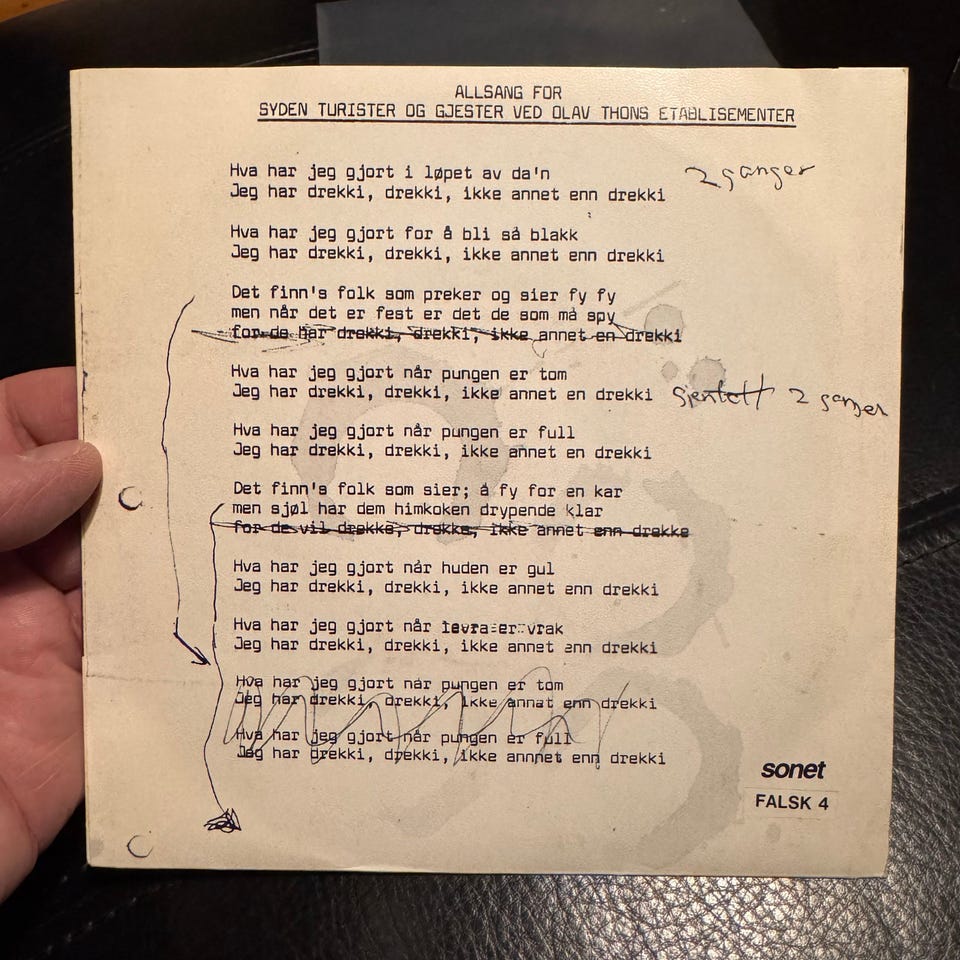 ALLSANG FOR
SYDEN TURISTER OG GJESTER VED OLAV THONS ETABLISEMENTER
Hva har jeg gjort i løpet av da'n
2 ganger
Jeg har drekki, drekki, ikke annet enn drekki
Hva har jeg gjort for å bli så blakk
Jeg har drekki, drekki, ikke annet enn drekki
Det finn's folk som preker og sier fy fy
men når det er fest er det de som må spy
for de har drekki, drekki, ikke annet en drekki
Hva har jeg gjort når pungen er tom
Jeg har drekki, drekki, ikke annet en drekki gjentatt 2 ganger
Hva har jeg gjort når pungen er full
Jeg har drekki, drekki, ikke annet en drekki
Det finn's folk som sier; å fy for en kar
men sjøl har dem himkoken drypende klar
for de vil drekke, drekke, ikke annet enn drekke
Hva har jeg gjort når huden er gul
Jeg har drekki, drekki, ikke annet enn drekki
Hva har jeg gjort når levra er vrak
Jeg har drekki, drekki, ikke annet enn drekki
Hva har jeg gjort når pungen er tom
Jeg har drekki, drekki, ikke annat enn drekki
Hva har jeg gjort når pungen er full
Jeg har drekki, drekki, ikke annnet enn drekki
sonet
FALSK 4